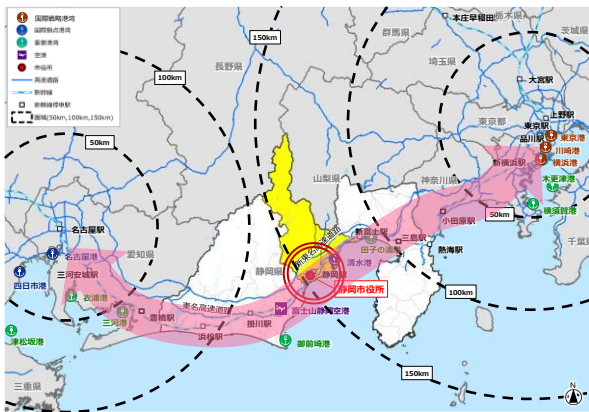 国際戦略港湾
国際拠点港湾
重要港湾
空港
市役所
高速道路
新幹線
新幹線停車駅
圏域(50km,100km,150km)
150km
100km
50km
長野県
群馬県
栃木県
茨城県
埼玉県
東京都
山梨県
神奈川県
千葉
静岡県
愛知県
三重県
本庄早稲田
大宮駅
上野駅
東京駅
品川駅
東京港
川崎港
新横浜駅
横浜港
木更津港
横須賀港
50km
小田原駅
熱海駅
三島駅
新富士駅
田子の浦港
新東名高速道路
清水港
静岡駅
静岡市役所
富士山静岡空港
東名高速道路
掛川駅
御前崎港
浜松駅
豊橋駅
三河港
衣浦港
三河安城駅
名古屋駅
名古屋港
四日市港
津松坂港
100km
150km
N